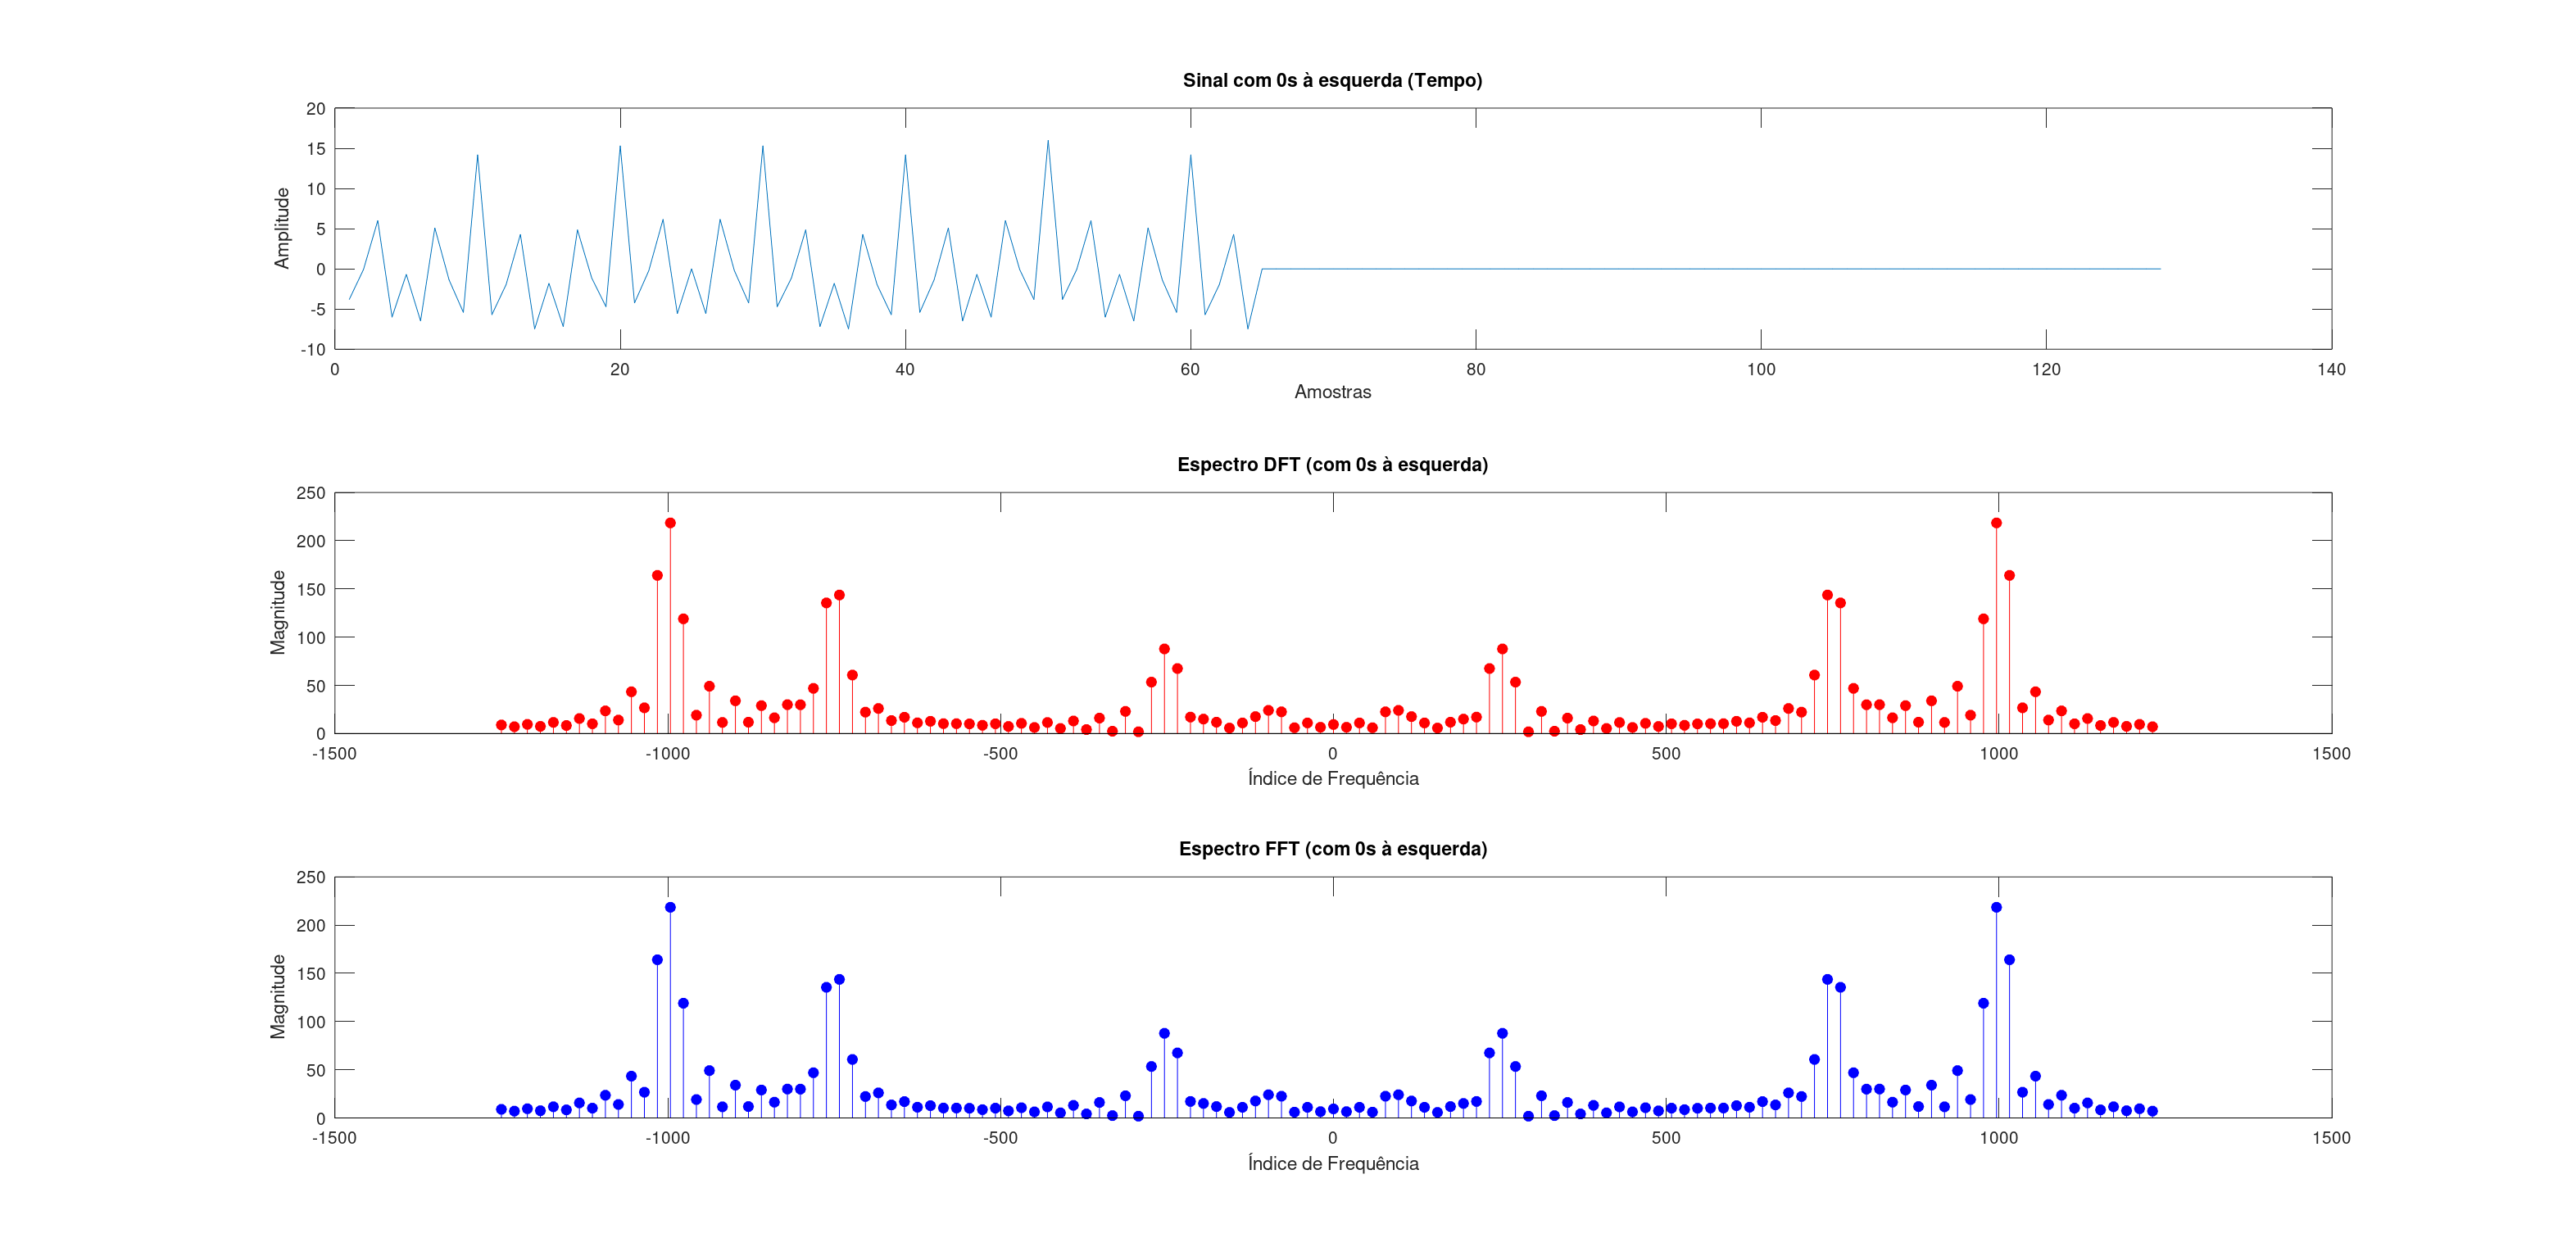 Sinal com 0s à esquerda (Tempo)
20
15
10
5
0
-5
-10
Amplitude
0 20 40 60 80 100 120 140
Amostras
Espectro DFT (com 0s à esquerda)
250
200
150
100
50
0
Magnitude
-1500 -1000 -500 0 500 1000 1500
Índice de Frequência
Espectro FFT (com 0s à esquerda)
250
200
150
100
50
0
Magnitude
-1500 -1000 -500 0 500 1000 1500
Índice de Frequência